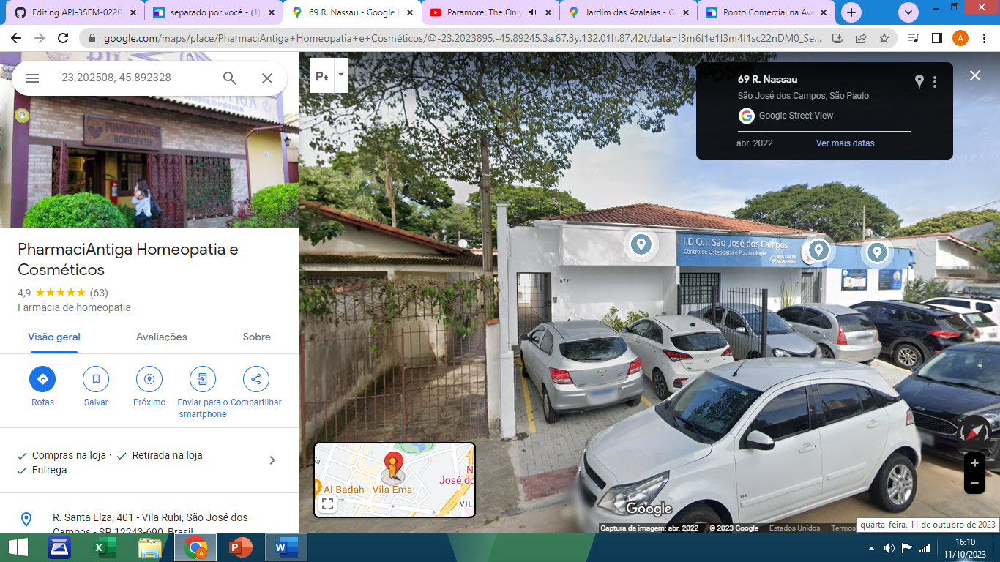 Editing API-3SEM-0220
separado por você - (1)
69 R. Nassau - Google M
Paramore: The Only
Jardim das Azaleias - G
Ponto Comercial na Ave
google.com/maps/place/PharmaciAntiga+Homeopatia+e+Cosméticos/@-23.2023895,-45.89245,3a,67.3y,132.01h,87.42t/data=!3m6!1e1!3m4!1sc22nDM0_Se...
A
-23.202508,-45.892328
HOMEOPÁTICA
PHARMACIANTIGA
HOMEOPATIA
PharmaciAntiga Homeopatia e
Cosméticos
4,9 (63)
Farmácia de homeopatia
Visão geral
Avaliações
Sobre
Rotas
Salvar
Próximo
Enviar para o
smartphone
Compartilhar
Compras na loja ·
Retirada na loja
Entrega
R. Santa Elza, 401 - Vila Rubi, São José dos
Campos - SP, 12243-690, Brasil
69 R. Nassau
São José dos Campos, São Paulo
Google Street View
abr. 2022
Ver mais datas
I.D.O.T. São José dos Campos
Centro de Osteopatia e Posturologia
Al Badah - Vila Ema
José do
VILA
Google
Captura da imagem: abr. 2022
© 2023 Google
Estados Unidos
Termos
quarta-feira, 11 de outubro de 2023
16:10
11/10/2023